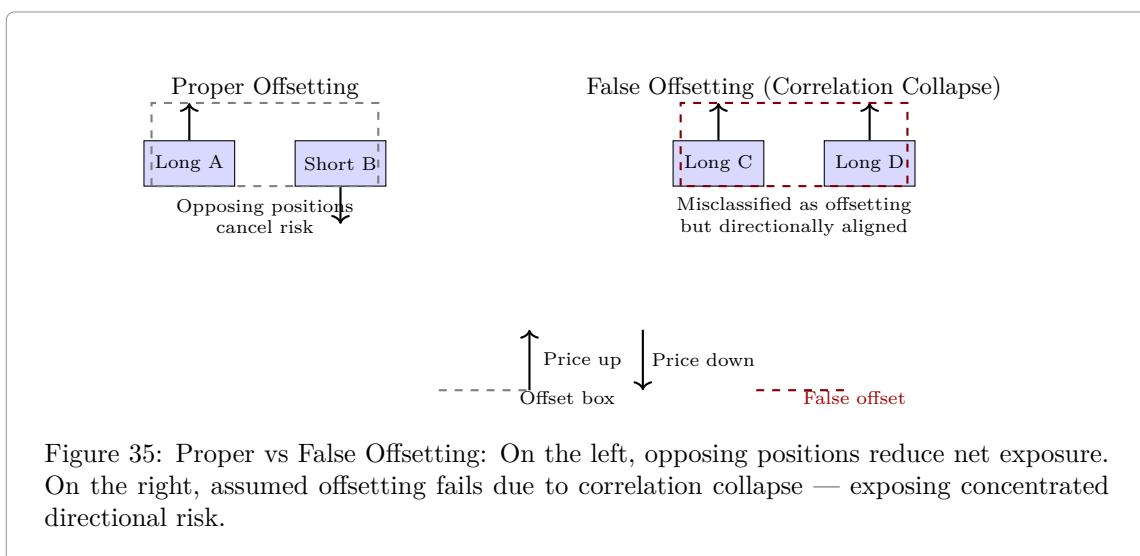 Proper Offsetting
False Offsetting (Correlation Collapse)
Long A
Short B
Long C
Long D
Opposing positions
cancel risk
Misclassified as offsetting
but directionally aligned
Price up
Price down
Offset box
False offset
Figure 35: Proper vs False Offsetting: On the left, opposing positions reduce net exposure.
On the right, assumed offsetting fails due to correlation collapse — exposing concentrated
directional risk.